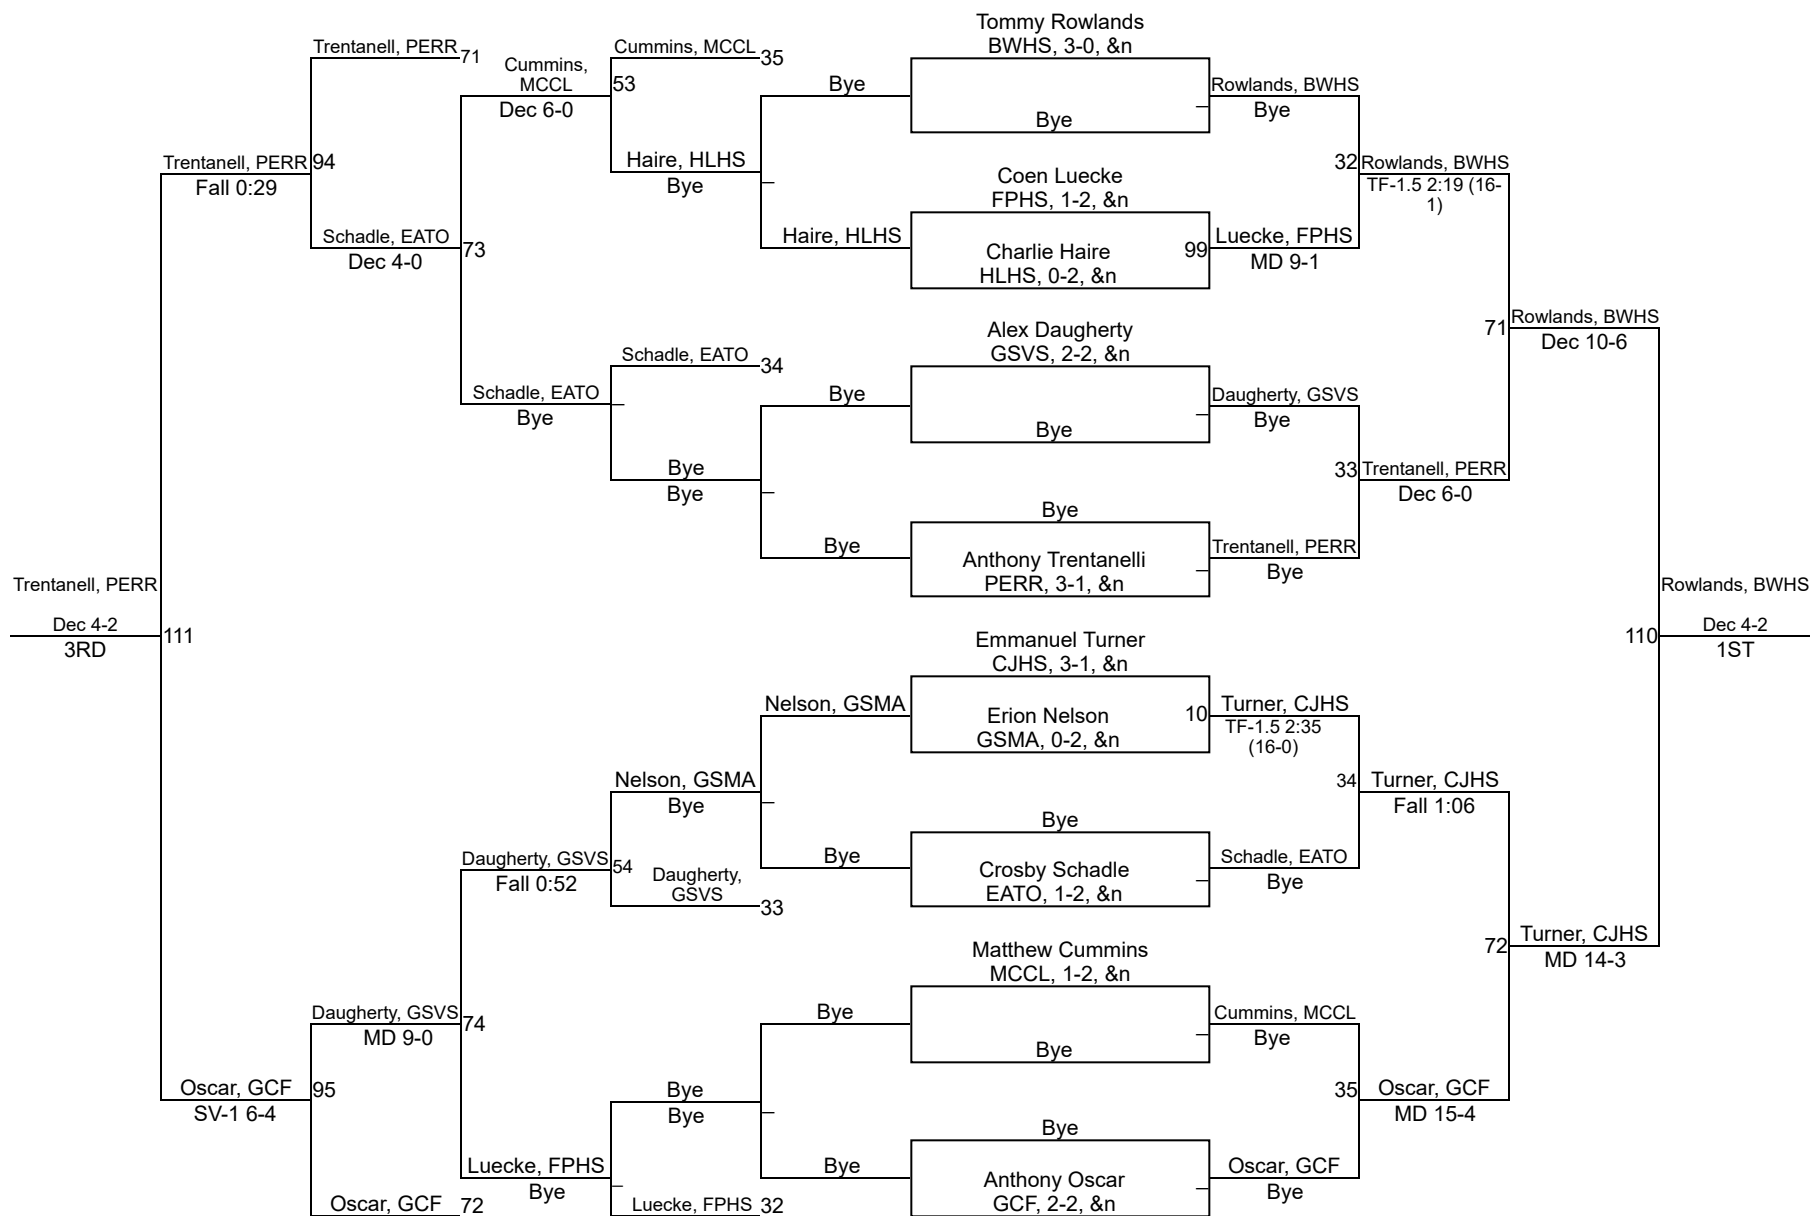 Tommy Rowlands
BWHS, 3-0, &n
Trentanell, PERR
71
Cummins,
MCCL
Dec 6-0
Cummins, MCCL
35
53
Bye
Bye
Rowlands, BWHS
Bye
Trentanell, PERR
94
Fall 0:29
Haire, HLHS
Bye
Coen Luecke
FPHS, 1-2, &n
32
Rowlands, BWHS
TF-1.5 2:19 (16-
1)
Schadle, EATO
Dec 4-0
73
Haire, HLHS
Charlie Haire
HLHS, 0-2, &n
99
Luecke, FPHS
MD 9-1
Alex Daugherty
GSVS, 2-2, &n
71
Rowlands, BWHS
Dec 10-6
Schadle, EATO
34
Schadle, EATO
Bye
Bye
Bye
Daugherty, GSVS
Bye
Bye
Bye
33
Trentanell, PERR
Dec 6-0
Bye
Bye
Anthony Trentanelli
PERR, 3-1, &n
Trentanell, PERR
Bye
Trentanell, PERR
Dec 4-2
3RD
111
Rowlands, BWHS
110
Dec 4-2
1ST
Emmanuel Turner
CJHS, 3-1, &n
Nelson, GSMA
Erion Nelson
GSMA, 0-2, &n
10
Turner, CJHS
TF-1.5 2:35
(16-0)
Nelson, GSMA
Bye
34
Turner, CJHS
Fall 1:06
Bye
Daugherty, GSVS
Fall 0:52
54
Daugherty,
GSVS
33
Bye
Crosby Schadle
EATO, 1-2, &n
Schadle, EATO
Bye
Matthew Cummins
MCCL, 1-2, &n
72
Turner, CJHS
MD 14-3
Daugherty, GSVS
MD 9-0
74
Bye
Bye
Cummins, MCCL
Bye
Oscar, GCF
SV-1 6-4
95
Bye
Bye
35
Oscar, GCF
MD 15-4
Bye
Luecke, FPHS
Bye
Bye
Anthony Oscar
GCF, 2-2, &n
Oscar, GCF
Bye
Oscar, GCF
72
Luecke, FPHS
32